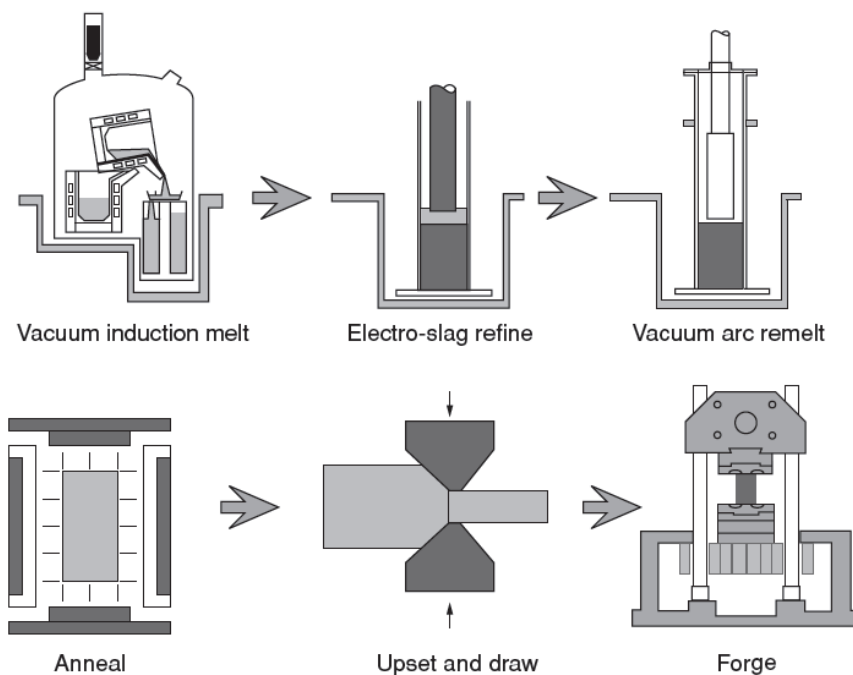 Vacuum induction melt
Electro-slag refine
Vacuum arc remelt
Anneal
Upset and draw
Forge